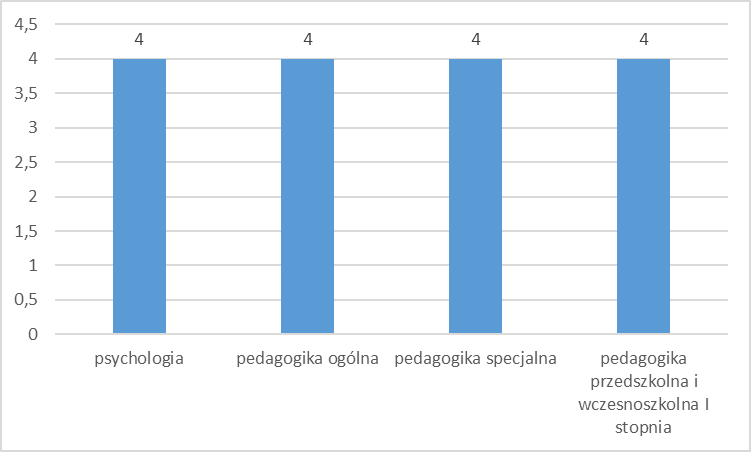 4,5
4
3,5
3
2,5
2
1,5
1
0,5
0
4 4 4 4
psychologia
pedagogika ogólna
pedagogika specjalna
pedagogika
przedszkolna i
wczesnoszkolna I
stopnia